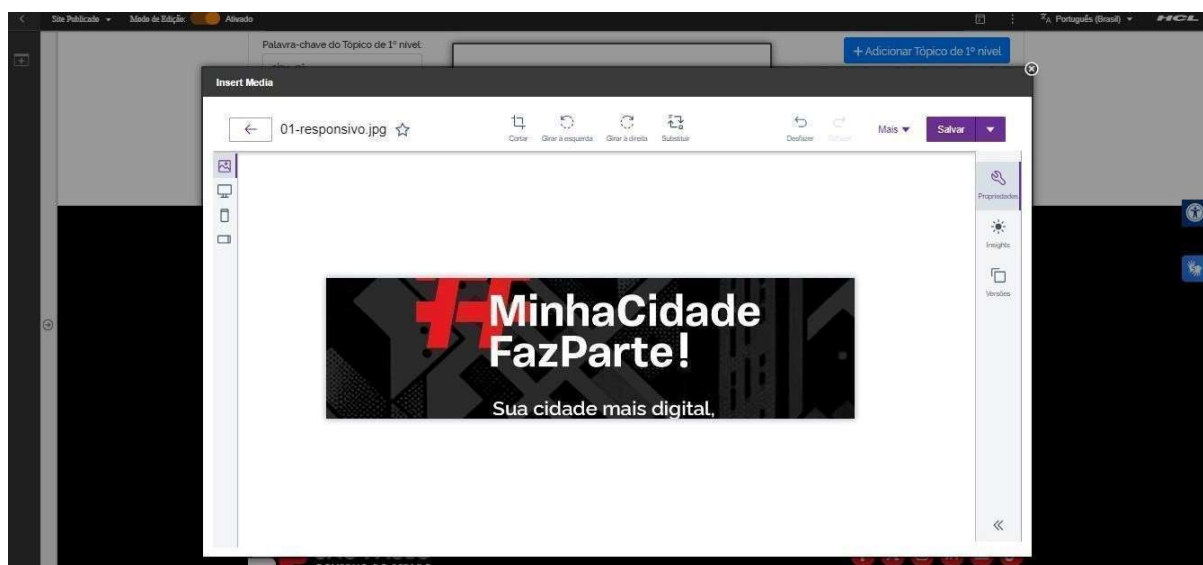 Site Publicado
Modo de Edição:
Ativado
Português (Brasil)
HCL
Palavra-chave do Tópico de 1º nível:
+ Adicionar Tópico de 1º nível
Insert Media
01-responsivo.jpg
Cortar
Girar à esquerda
Girar à direita
Substituir
Desfazer
Mais
Salvar
Propriedades
Insights
Versões
#MinhaCidade
FazParte!
Sua cidade mais digital,